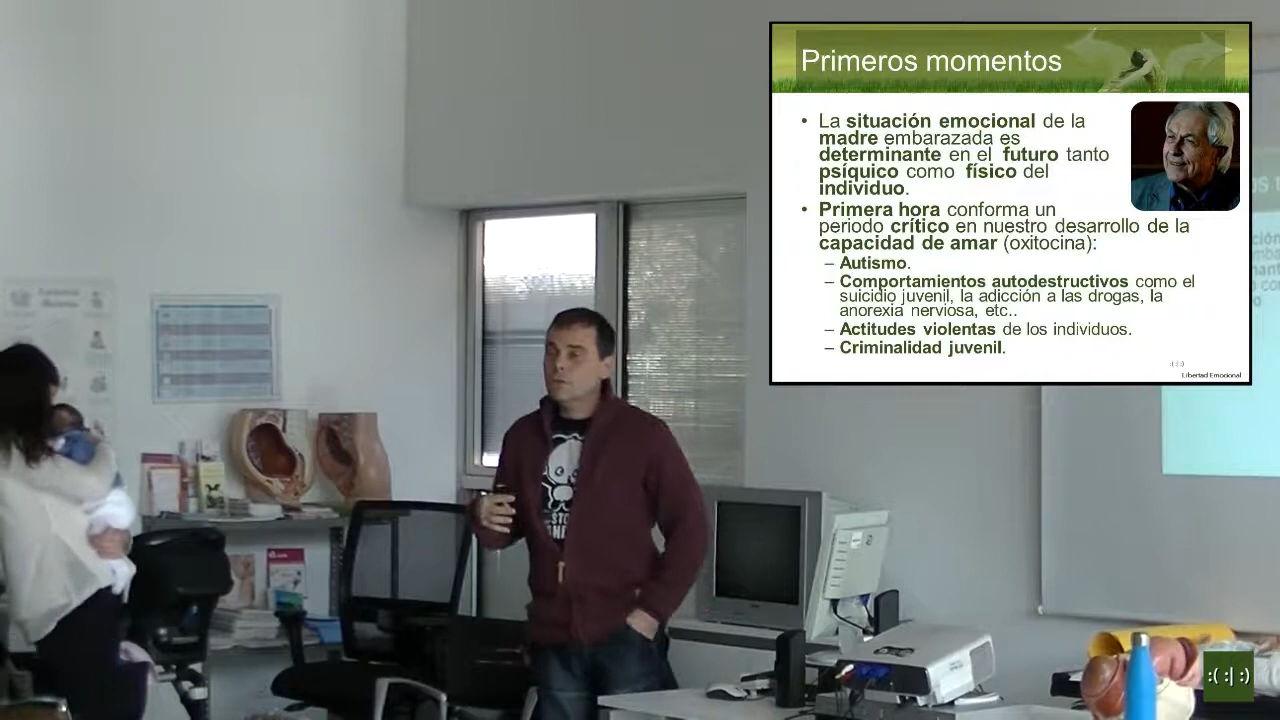 Primeros momentos
• La situación emocional de la
madre embarazada es
determinante en el futuro tanto
psíquico como físico del
individuo.
• Primera hora conforma un
periodo crítico en nuestro desarrollo de la
capacidad de amar (oxitocina):
– Autismo.
– Comportamientos autodestructivos como el
suicidio juvenil, la adicción a las drogas, la
anorexia nerviosa, etc..
– Actitudes violentas de los individuos.
– Criminalidad juvenil.
:(:|:)
Libertad Emocional
:( :| :)